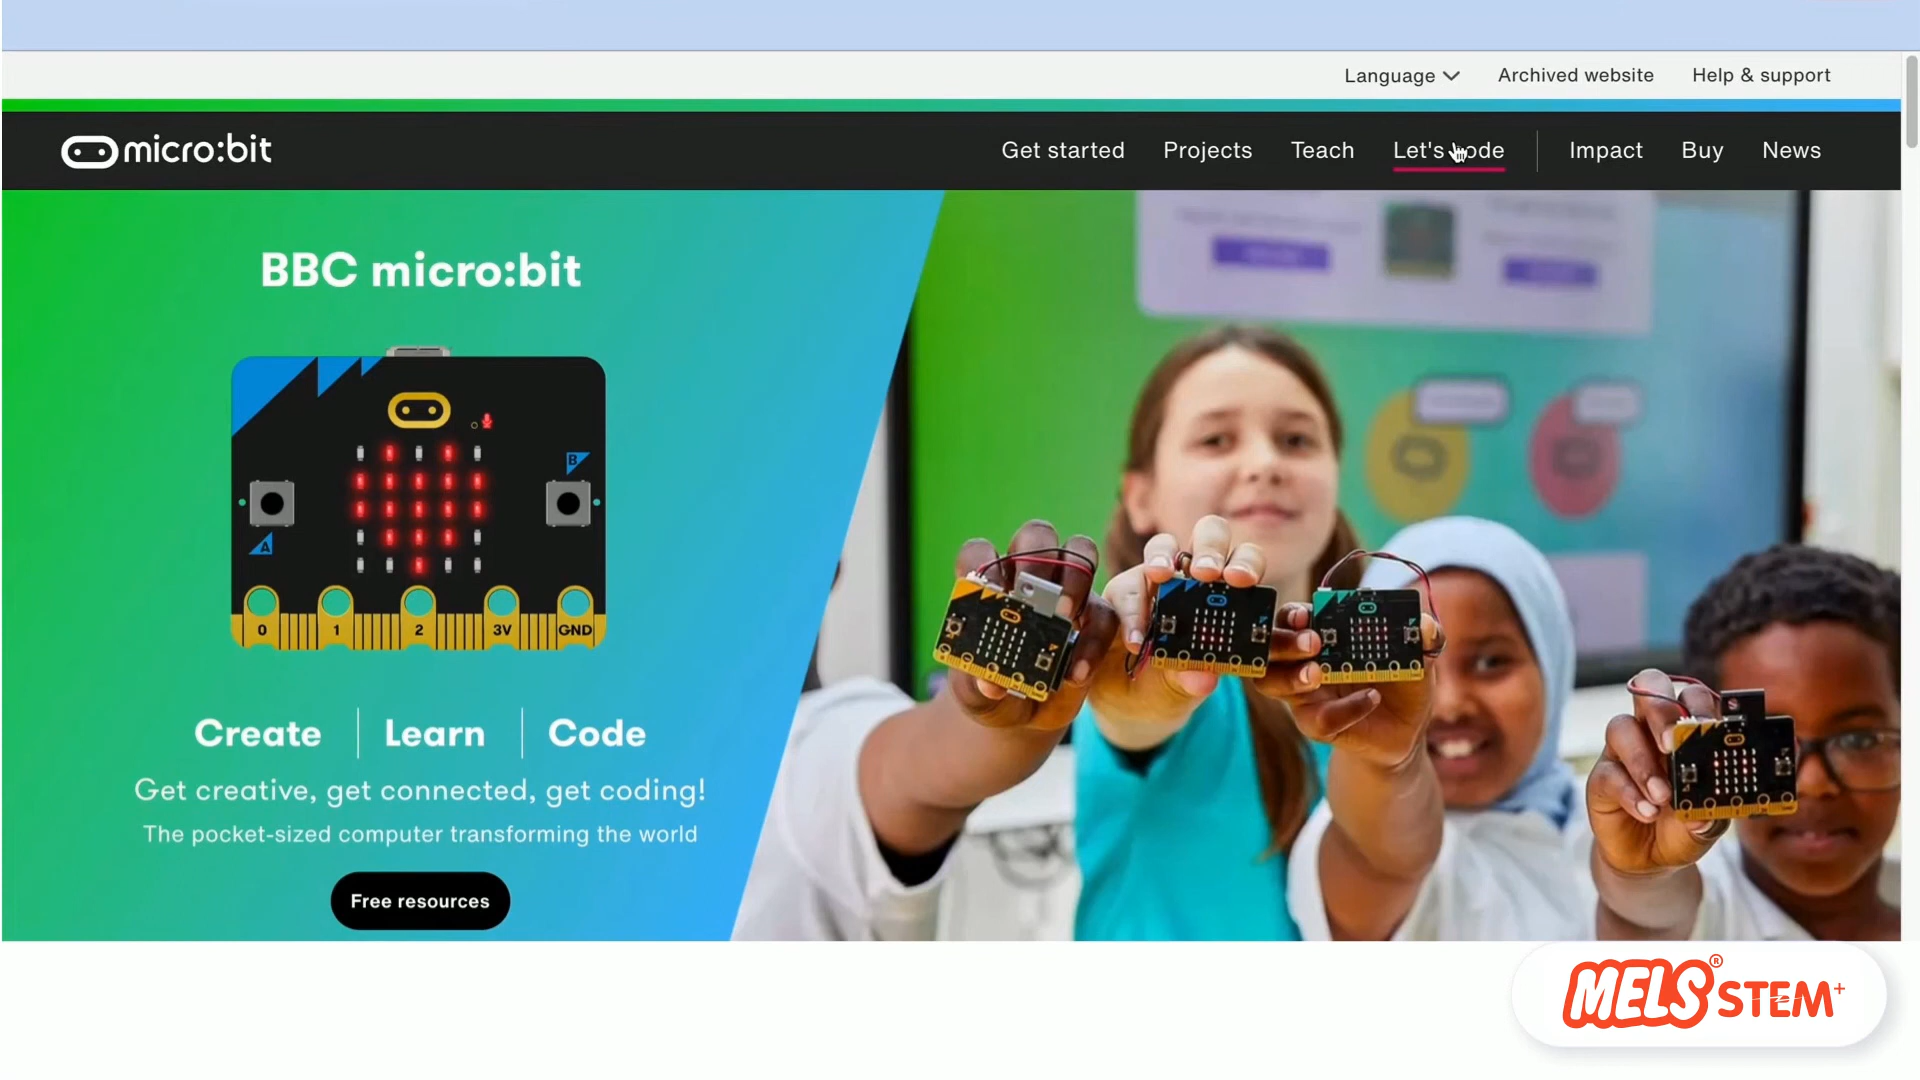 Language Archived website Help & support
micro:bit Get started Projects Teach Let's code Impact Buy News
BBC micro:bit
B
A
0 1 2 3V GND
Create Learn Code
Get creative, get connected, get coding!
The pocket-sized computer transforming the world
Free resources
MELS® STEM+